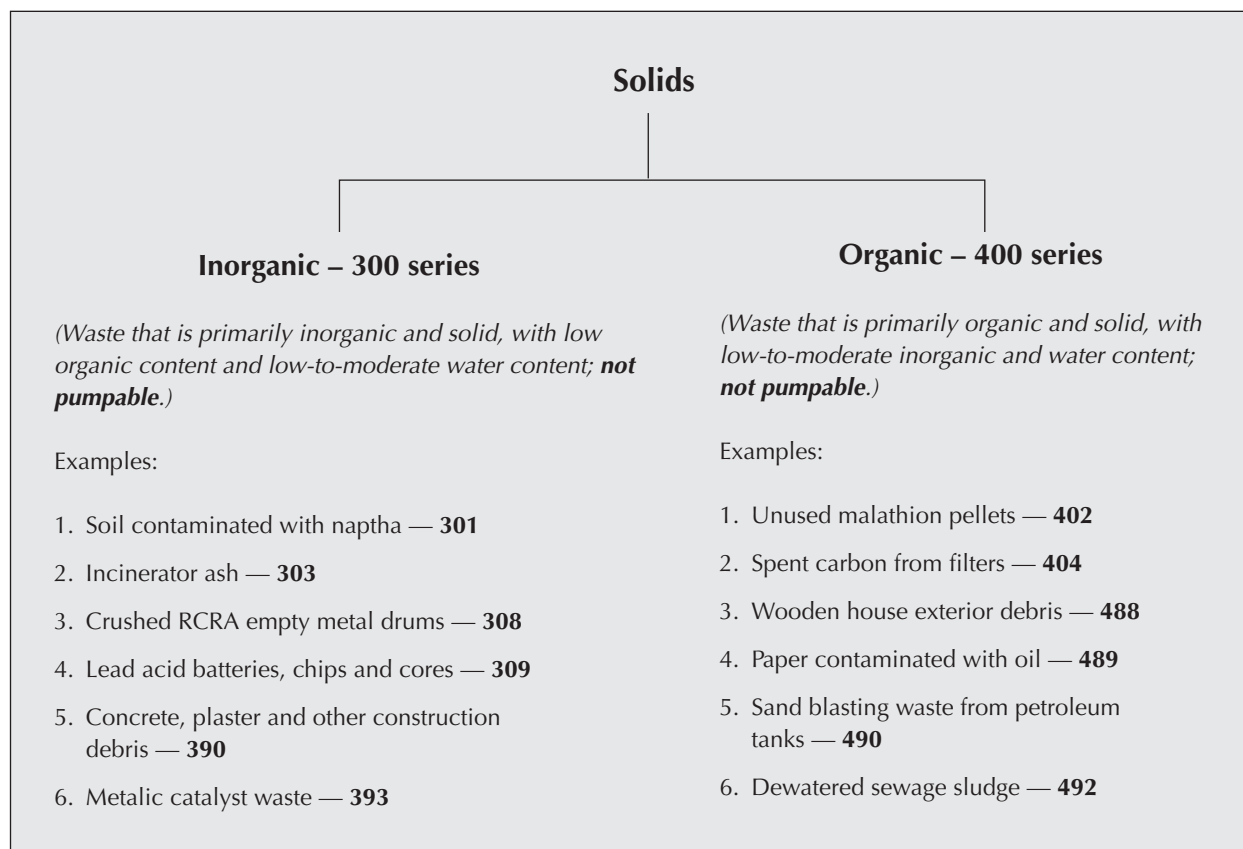 Solids
Inorganic – 300 series
(Waste that is primarily inorganic and solid, with low
organic content and low-to-moderate water content; not
pumpable.)
Examples:
1. Soil contaminated with naptha — 301
2. Incinerator ash — 303
3. Crushed RCRA empty metal drums — 308
4. Lead acid batteries, chips and cores — 309
5. Concrete, plaster and other construction
debris — 390
6. Metalic catalyst waste — 393
Organic – 400 series
(Waste that is primarily organic and solid, with
low-to-moderate inorganic and water content;
not pumpable.)
Examples:
1. Unused malathion pellets — 402
2. Spent carbon from filters — 404
3. Wooden house exterior debris — 488
4. Paper contaminated with oil — 489
5. Sand blasting waste from petroleum
tanks — 490
6. Dewatered sewage sludge — 492